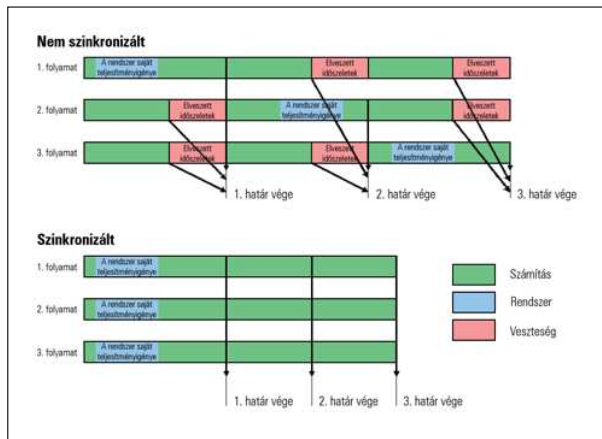 Nem szinkronizált
1. folyamat
A rendszer saját
teljesítményigénye
Elveszett
időszeletek
Elveszett
időszeletek
2. folyamat
Elveszett
időszeletek
A rendszer saját
teljesítményigénye
Elveszett
időszeletek
3. folyamat
Elveszett
időszeletek
Elveszett
időszeletek
A rendszer saját
teljesítményigénye
1. határ vége
2. határ vége
3. határ vége
Szinkronizált
1. folyamat
A rendszer saját
teljesítményigénye
2. folyamat
A rendszer saját
teljesítményigénye
3. folyamat
A rendszer saját
teljesítményigénye
1. határ vége
2. határ vége
3. határ vége
Számítás
Rendszer
Veszteség